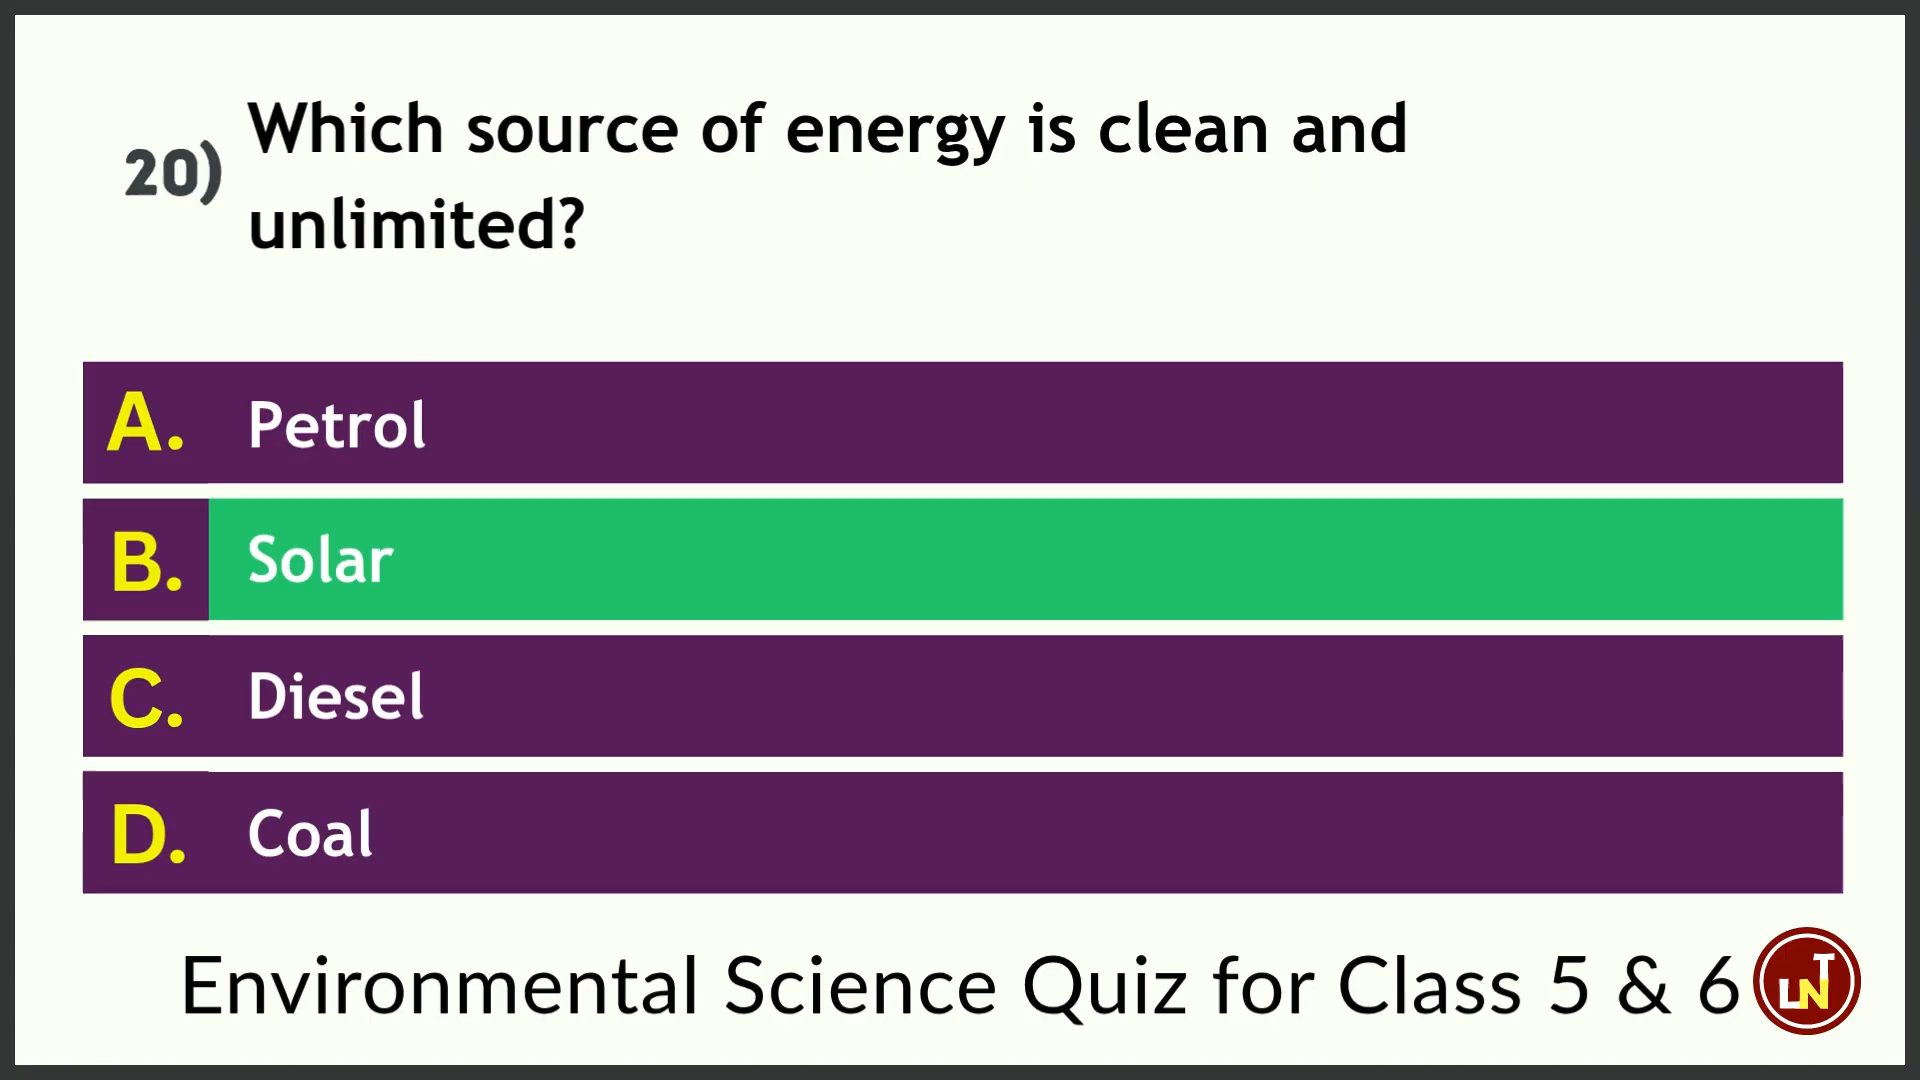 20) Which source of energy is clean and
unlimited?
A. Petrol
B. Solar
C. Diesel
D. Coal
Environmental Science Quiz for Class 5 & 6
LNT